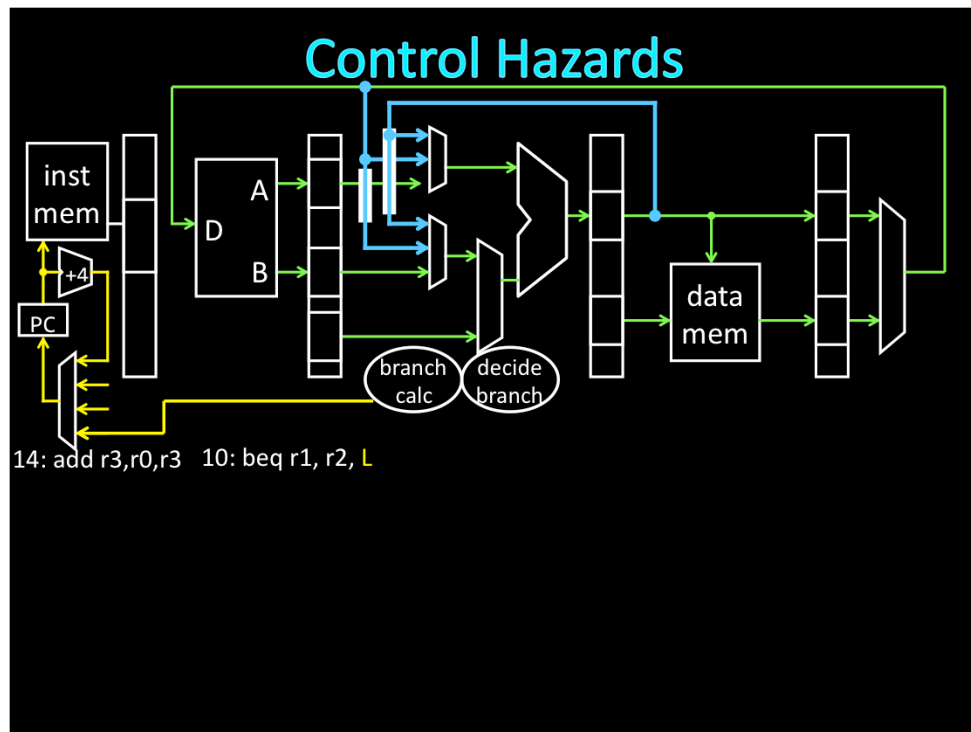 Control Hazards
inst
mem
A
D
B
+4
PC
data
mem
branch
calc
decide
branch
14: add r3,r0,r3
10: beq r1, r2, L